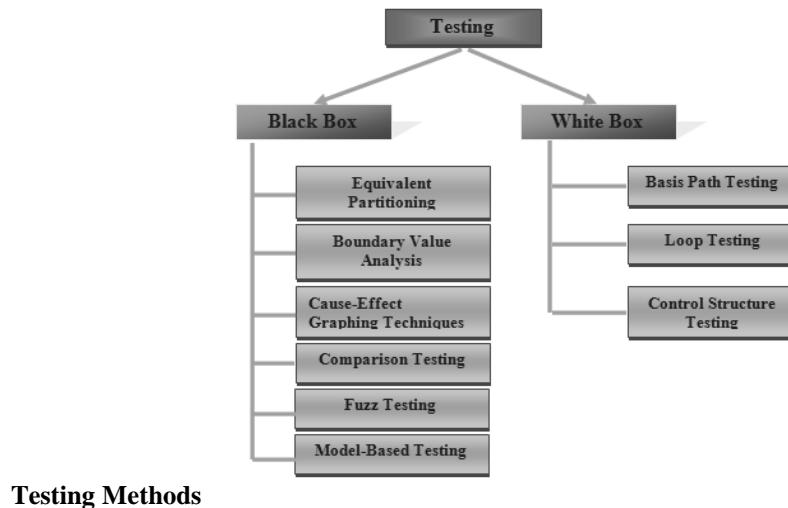 Testing
Black Box
White Box
Equivalent
Partitioning
Boundary Value
Analysis
Cause-Effect
Graphing Techniques
Comparison Testing
Fuzz Testing
Model-Based Testing
Basis Path Testing
Loop Testing
Control Structure
Testing
Testing Methods